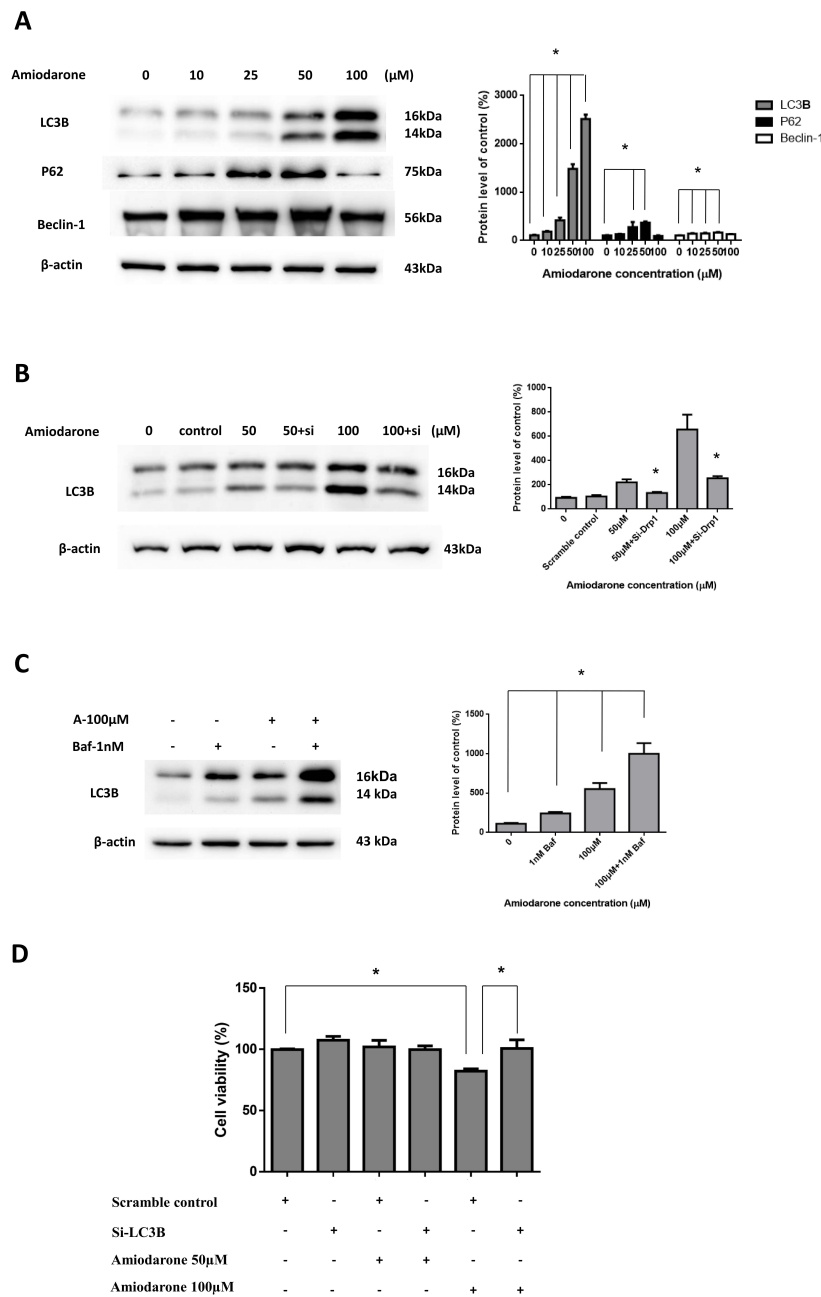 A
Amiodarone 0 10 25 50 100 (μM)
LC3B 16kDa
14kDa
P62 75kDa
Beclin-1 56kDa
β-actin 43kDa
*
*
*
Protein level of control (%)
3000
2000
1000
0
0 10 25 50 100 0 10 25 50 100 0 10 25 50 100
Amiodarone concentration (μM)
LC3B
P62
Beclin-1
B
Amiodarone 0 control 50 50+si 100 100+si (μM)
LC3B 16kDa
14kDa
β-actin 43kDa
Protein level of control (%)
1000
800
600
400
200
0
*
*
0 Scramble control 50μM 50μM+Si-Drp1 100μM 100μM+Si-Drp1
Amiodarone concentration (μM)
C
A-100μM - - + +
Baf-1nM - + - +
LC3B 16kDa
14 kDa
β-actin 43 kDa
*
Protein level of control (%)
1500
1000
500
0
0 1nM Baf 100μM 100μM+1nM Baf
Amiodarone concentration (μM)
D
*
*
Cell viability (%)
150
100
50
0
Scramble control + - + - + -
Si-LC3B - + - + - +
Amiodarone 50μM - - + + - -
Amiodarone 100μM - - - - + +